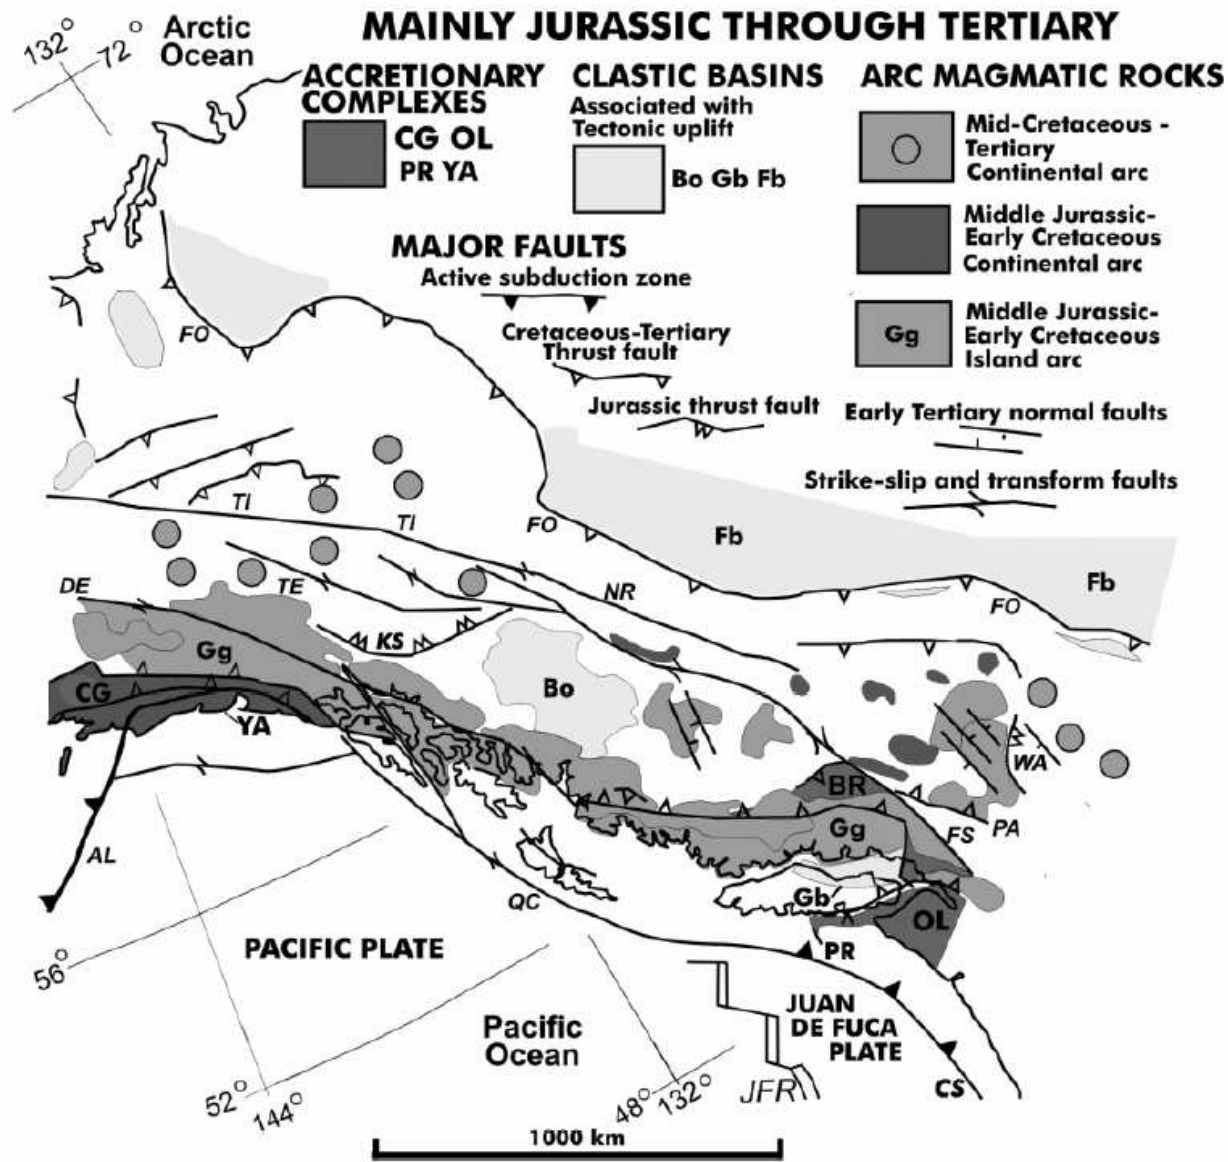 MAINLY JURASSIC THROUGH TERTIARY
132° 72°
Arctic
Ocean
ACCRETIONARY
COMPLEXES
CG OL
PR YA
CLASTIC BASINS
Associated with
Tectonic uplift
Bo Gb Fb
ARC MAGMATIC ROCKS
Mid-Cretaceous -
Tertiary
Continental arc
Middle Jurassic-
Early Cretaceous
Continental arc
Gg
Middle Jurassic-
Early Cretaceous
Island arc
MAJOR FAULTS
Active subduction zone
Cretaceous-Tertiary
Thrust fault
Jurassic thrust fault
Early Tertiary normal faults
Strike-slip and transform faults
FO
TI
TI
FO
Fb
Fb
DE
TE
NR
FO
KS
Gg
CG
YA
Bo
WA
BR
Gg
FS
PA
AL
QC
Gb
OL
PR
PACIFIC PLATE
56°
Pacific
Ocean
JUAN
DE FUCA
PLATE
52°
144°
48°
132°
JFR
CS
1000 km